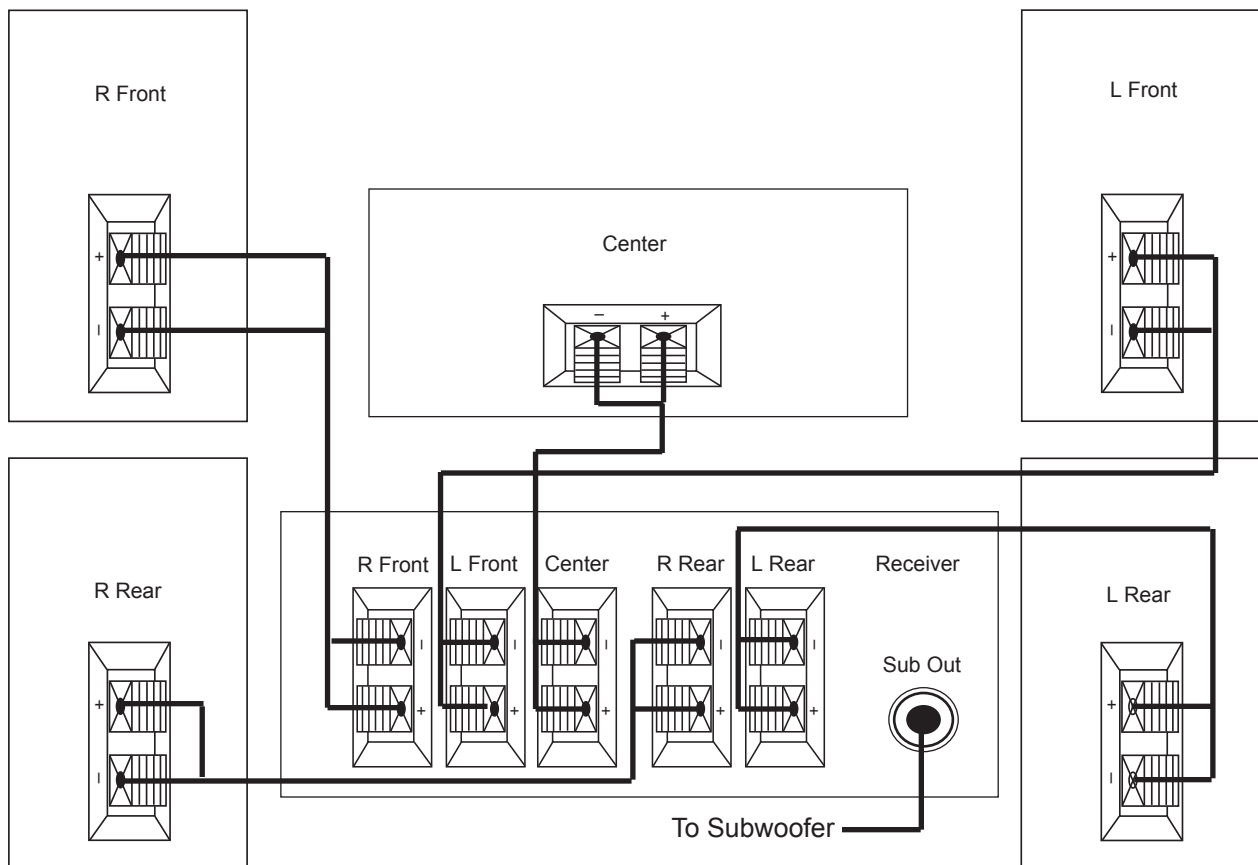 R Front
L Front
+
−
Center
− +
+
−
R Front L Front Center R Rear L Rear Receiver
R Rear
L Rear
− − − − −
Sub Out
+ + + + +
+
−
+
−
To Subwoofer